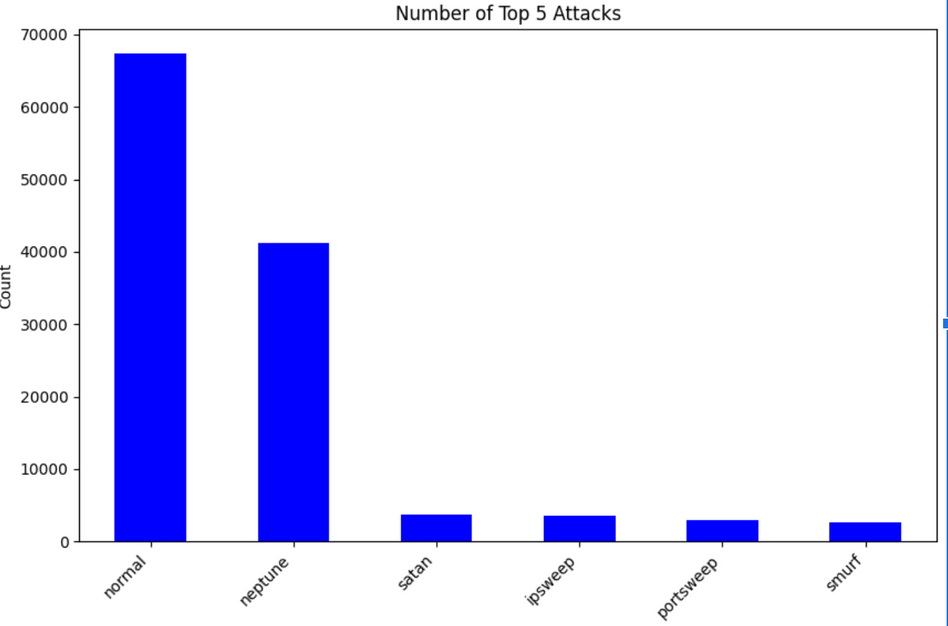 Number of Top 5 Attacks
70000
60000
50000
40000
30000
20000
10000
0
Count
normal
neptune
satan
ipsweep
portsweep
smurf